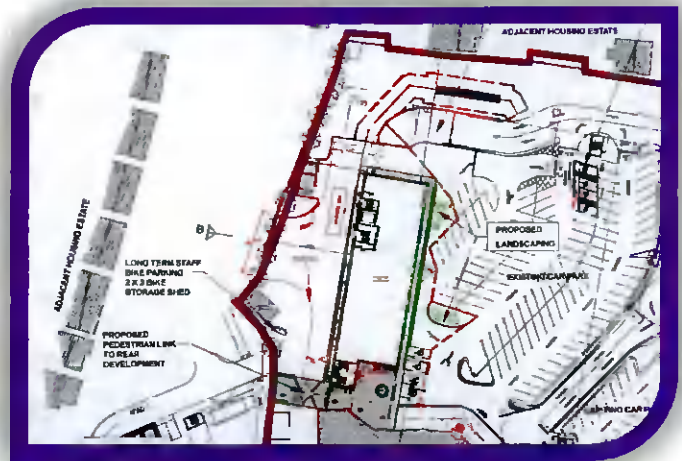 ADJACENT HOUSING ESTATE
ADJACENT HOUSING ESTATE
B
LONG TERM STAFF
BIKE PARKING
2 X 3 BIKE
STORAGE SHED
PROPOSED
LANDSCAPING
EXISTING CAR PARK
PROPOSED
PEDESTRIAN LINK
TO REAR
DEVELOPMENT